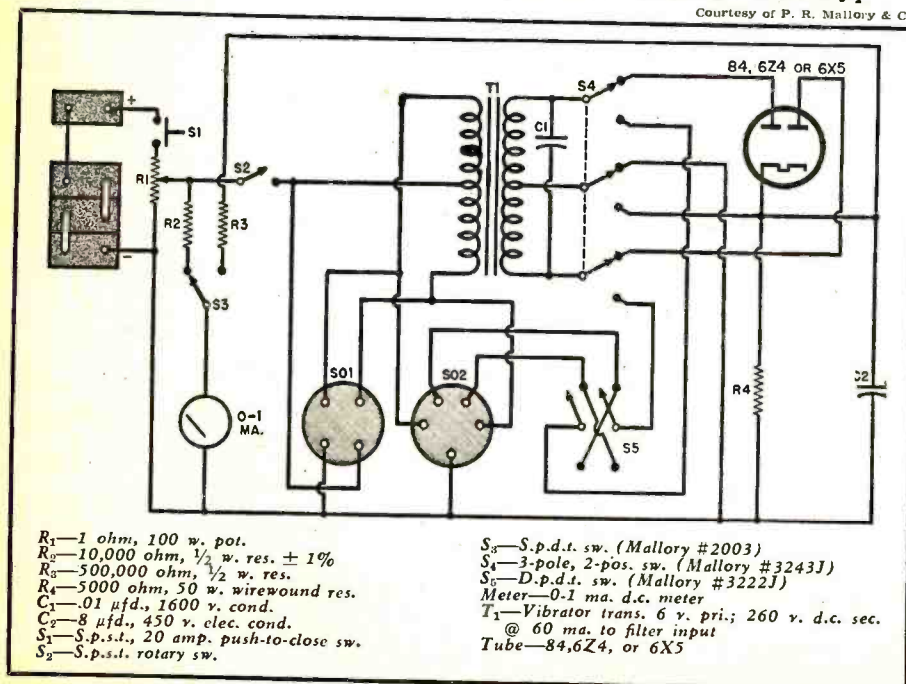 Courtesy of P. R. Mallory & C
84, 6Z4 OR 6X5
T1
S4
C1
+
S1
S2
R1
R2
R3
-
S3
SO1
SO2
S5
R4
0-1
MA.
R₁—1 ohm, 100 w. pot.
R₂—10,000 ohm, ½ w. res. ± 1%
R₃—500,000 ohm, ½ w. res.
R₄—5000 ohm, 50 w. wirewound res.
C₁—.01 µfd., 1600 v. cond.
C₂—8 µfd., 450 v. elec. cond.
S₁—S.p.s.t., 20 amp. push-to-close sw.
S₂—S.p.s.t. rotary sw.
S₃—S.p.d.t. sw. (Mallory #2003)
S₄—3-pole, 2-pos. sw. (Mallory #3243J)
S₅—D.p.d.t. sw. (Mallory #3222J)
Meter—0-1 ma. d.c. meter
T₁—Vibrator trans. 6 v. pri.; 260 v. d.c. sec.
@ 60 ma. to filter input
Tube—84,6Z4, or 6X5